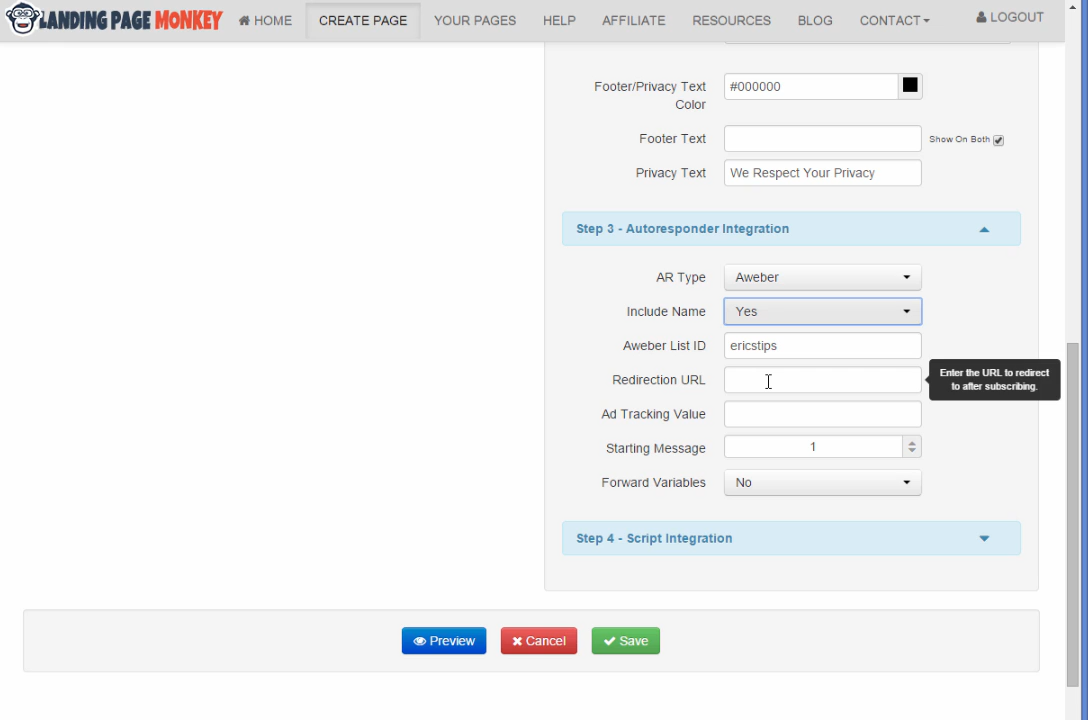 LANDING PAGE MONKEY HOME CREATE PAGE YOUR PAGES HELP AFFILIATE RESOURCES BLOG CONTACT LOGOUT
Footer/Privacy Text
Color
#000000
Footer Text
Show On Both
Privacy Text We Respect Your Privacy
Step 3 - Autoresponder Integration
AR Type Aweber
Include Name Yes
Aweber List ID ericstips
Redirection URL
Enter the URL to redirect
to after subscribing.
Ad Tracking Value
Starting Message 1
Forward Variables No
Step 4 - Script Integration
Preview Cancel Save